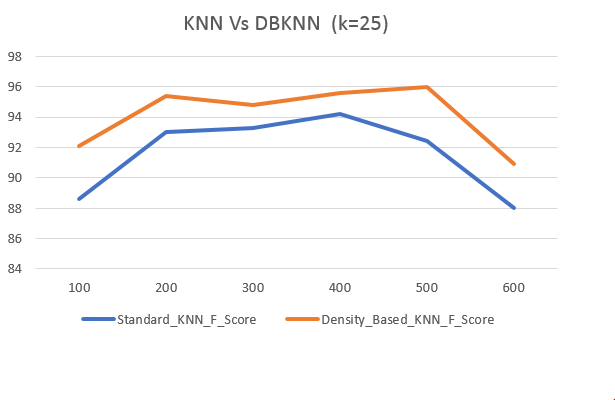 KNN Vs DBKNN (k=25)
98
96
94
92
90
88
86
84
100 200 300 400 500 600
Standard_KNN_F_Score Density_Based_KNN_F_Score